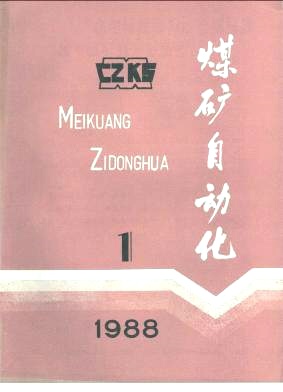 CZKS
MEIKUANG
ZIDONGHUA
煤矿自动化
1
1988